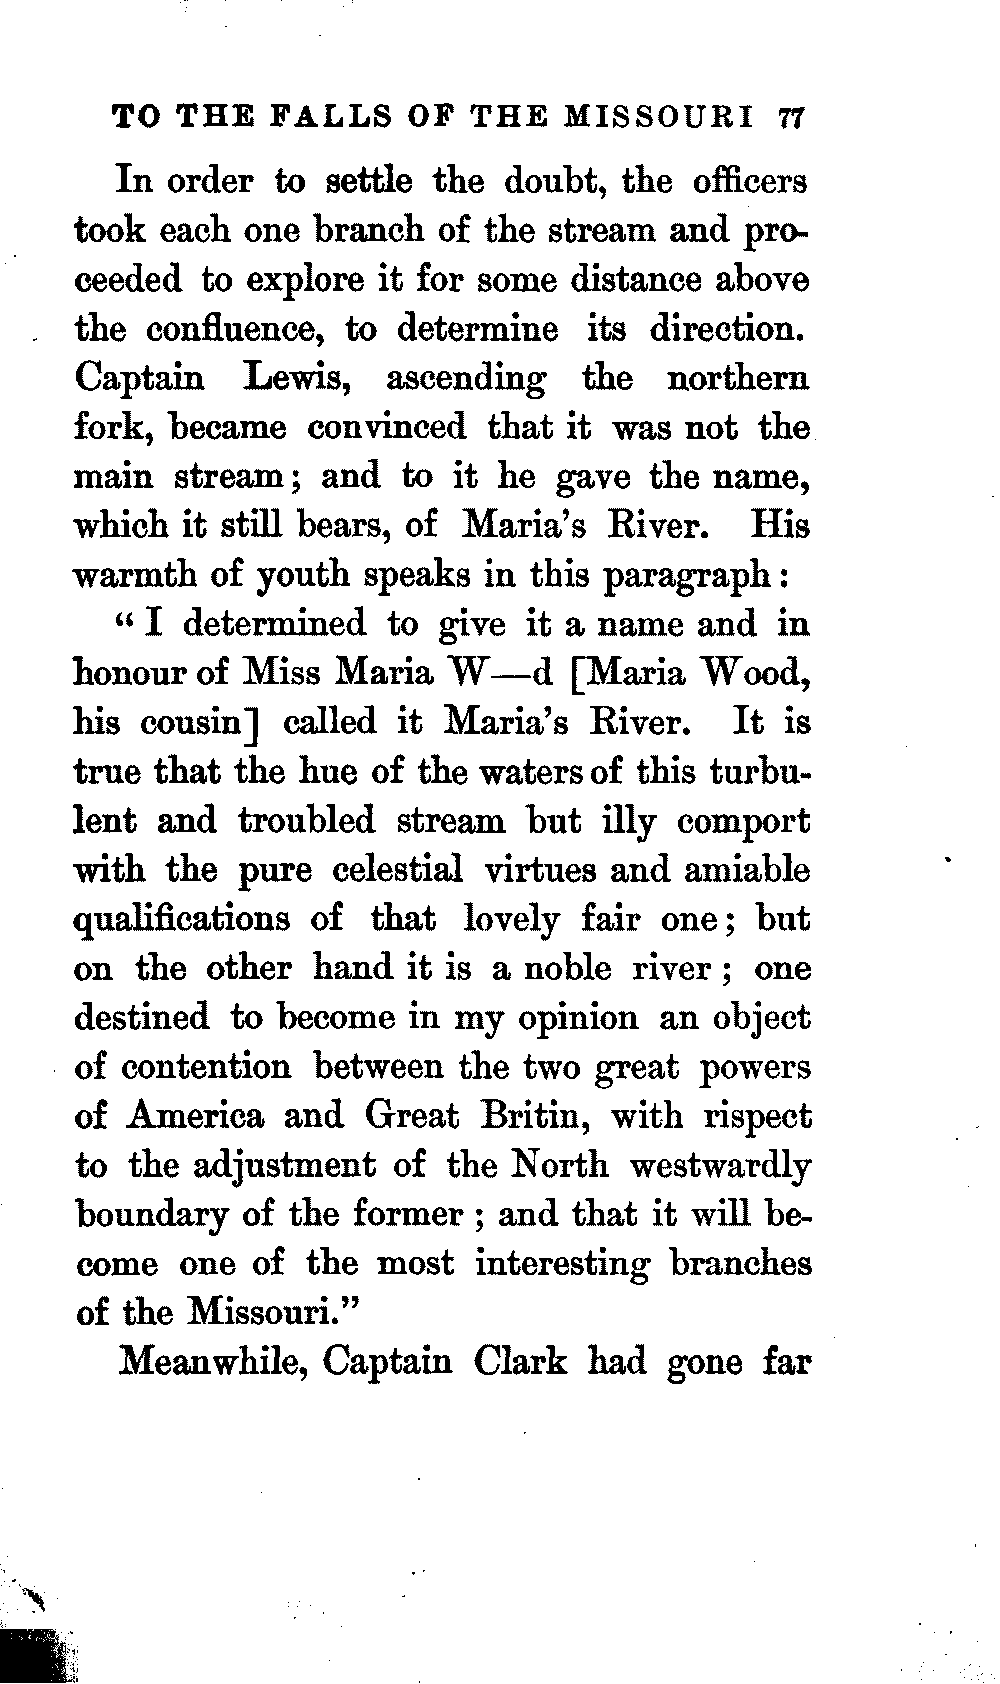 TO THE FALLS OF THE MISSOURI 77
In order to settle the doubt, the officers
took each one branch of the stream and pro-
ceeded to explore it for some distance above
the confluence, to determine its direction.
Captain Lewis, ascending the northern
fork, became convinced that it was not the
main stream; and to it he gave the name,
which it still bears, of Maria's River. His
warmth of youth speaks in this paragraph:
"I determined to give it a name and in
honour of Miss Maria W—d [Maria Wood,
his cousin] called it Maria's River. It is
true that the hue of the waters of this turbu-
lent and troubled stream but illy comport
with the pure celestial virtues and amiable
qualifications of that lovely fair one; but
on the other hand it is a noble river; one
destined to become in my opinion an object
of contention between the two great powers
of America and Great Britin, with rispect
to the adjustment of the North westwardly
boundary of the former; and that it will be-
come one of the most interesting branches
of the Missouri."
Meanwhile, Captain Clark had gone far